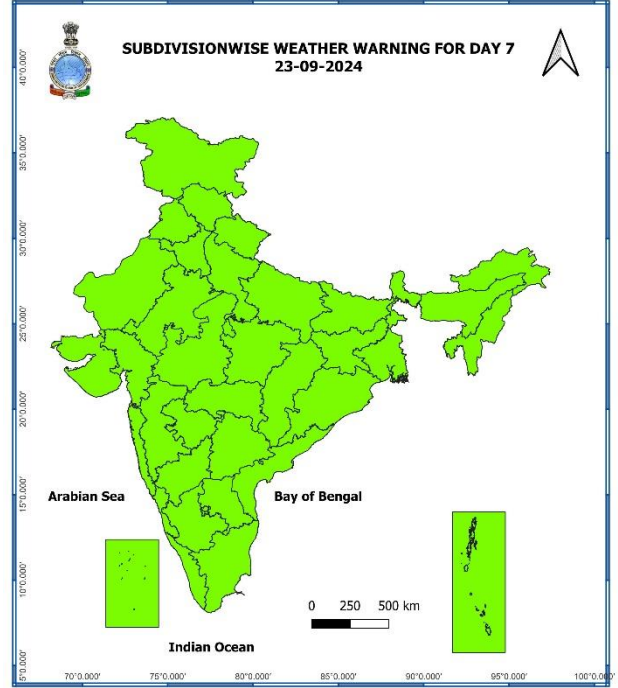 SUBDIVISIONWISE WEATHER WARNING FOR DAY 7
23-09-2024
40°0.000'
35°0.000'
30°0.000'
25°0.000'
20°0.000'
15°0.000'
10°0.000'
5°0.000'
Arabian Sea
Bay of Bengal
0 250 500 km
Indian Ocean
70°0.000' 75°0.000' 80°0.000' 85°0.000' 90°0.000' 95°0.000' 100°0.000'